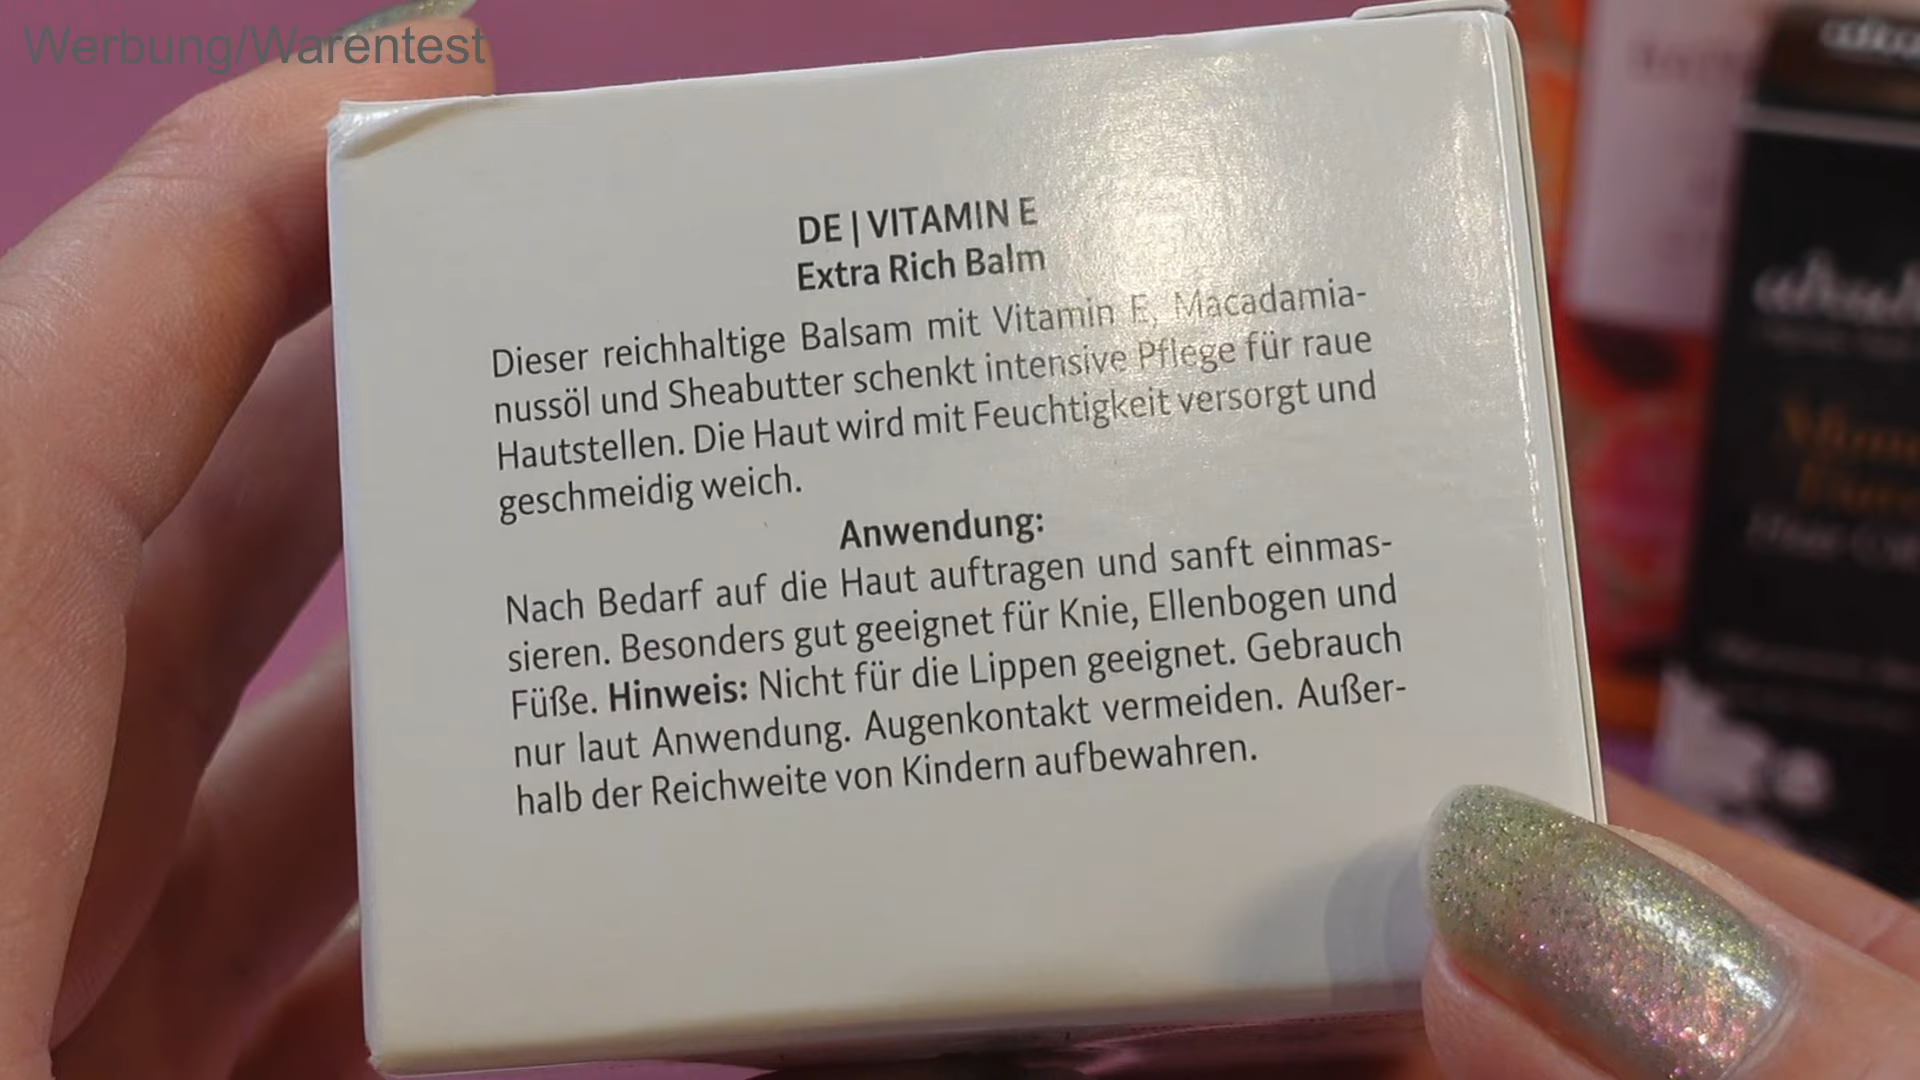 Werbung/Warentest
DE | VITAMIN E
Extra Rich Balm
Dieser reichhaltige Balsam mit Vitamin E, Macadamia-
nussöl und Sheabutter schenkt intensive Pflege für raue
Hautstellen. Die Haut wird mit Feuchtigkeit versorgt und
geschmeidig weich.
Anwendung:
Nach Bedarf auf die Haut auftragen und sanft einmas-
sieren. Besonders gut geeignet für Knie, Ellenbogen und
Füße. Hinweis: Nicht für die Lippen geeignet. Gebrauch
nur laut Anwendung. Augenkontakt vermeiden. Außer-
halb der Reichweite von Kindern aufbewahren.